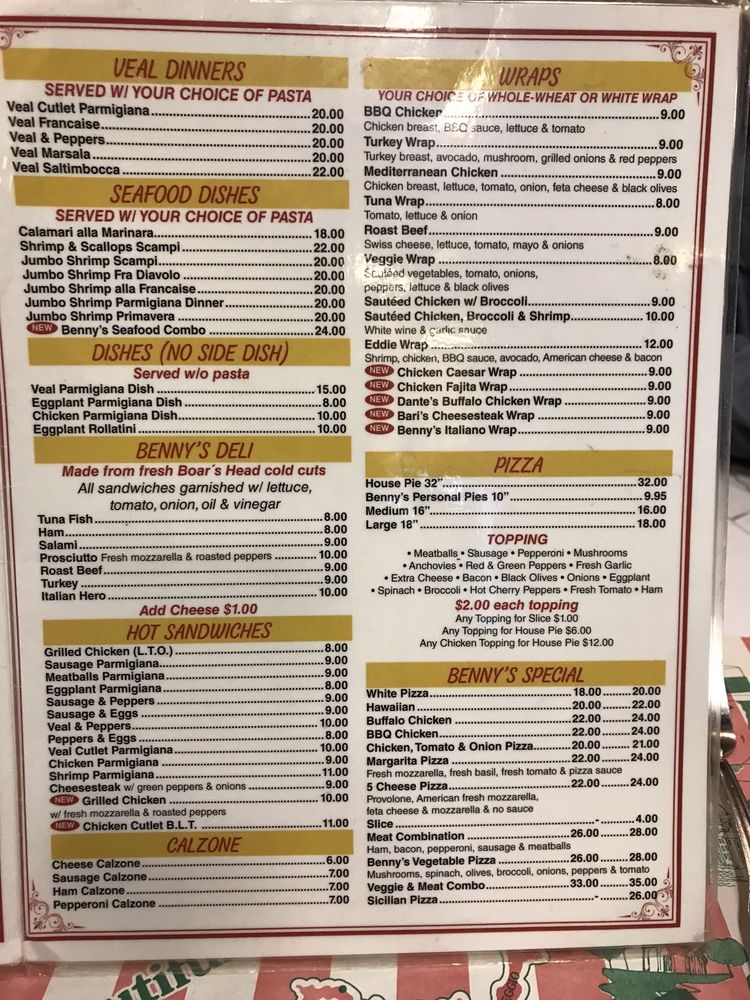 VEAL DINNERS
SERVED W/ YOUR CHOICE OF PASTA
Veal Cutlet Parmigiana 20.00
Veal Francaise 20.00
Veal & Peppers 20.00
Veal Marsala 20.00
Veal Saltimbocca 22.00
SEAFOOD DISHES
SERVED W/ YOUR CHOICE OF PASTA
Calamari alla Marinara 18.00
Shrimp & Scallops Scampi 22.00
Jumbo Shrimp Scampi 20.00
Jumbo Shrimp Fra Diavolo 20.00
Jumbo Shrimp alla Francaise 20.00
Jumbo Shrimp Parmigiana Dinner 20.00
Jumbo Shrimp Primavera 20.00
NEW Benny's Seafood Combo 24.00
DISHES (NO SIDE DISH)
Served w/o pasta
Veal Parmigiana Dish 15.00
Eggplant Parmigiana Dish 8.00
Chicken Parmigiana Dish 10.00
Eggplant Rollatini 10.00
BENNY'S DELI
Made from fresh Boar´s Head cold cuts
All sandwiches garnished w/ lettuce,
tomato, onion, oil & vinegar
Tuna Fish 8.00
Ham 8.00
Salami 9.00
Prosciutto Fresh mozzarella & roasted peppers 10.00
Roast Beef 9.00
Turkey 9.00
Italian Hero 10.00
Add Cheese $1.00
HOT SANDWICHES
Grilled Chicken (L.T.O.) 8.00
Sausage Parmigiana 9.00
Meatballs Parmigiana 9.00
Eggplant Parmigiana 8.00
Sausage & Peppers 9.00
Sausage & Eggs 9.00
Veal & Peppers 10.00
Peppers & Eggs 8.00
Veal Cutlet Parmigiana 10.00
Chicken Parmigiana 9.00
Shrimp Parmigiana 11.00
Cheesesteak w/ green peppers & onions 9.00
NEW Grilled Chicken 10.00
w/ fresh mozzarella & roasted peppers
NEW Chicken Cutlet B.L.T. 11.00
CALZONE
Cheese Calzone 6.00
Sausage Calzone 7.00
Ham Calzone 7.00
Pepperoni Calzone 7.00
WRAPS
YOUR CHOICE OF WHOLE-WHEAT OR WHITE WRAP
BBQ Chicken 9.00
Chicken breast, BBQ sauce, lettuce & tomato
Turkey Wrap 9.00
Turkey breast, avocado, mushroom, grilled onions & red peppers
Mediterranean Chicken 9.00
Chicken breast, lettuce, tomato, onion, feta cheese & black olives
Tuna Wrap 8.00
Tomato, lettuce & onion
Roast Beef 9.00
Swiss cheese, lettuce, tomato, mayo & onions
Veggie Wrap 8.00
Sautéed vegetables, tomato, onions,
peppers, lettuce & black olives
Sautéed Chicken w/ Broccoli 9.00
Sautéed Chicken, Broccoli & Shrimp 10.00
White wine & garlic sauce
Eddie Wrap 12.00
Shrimp, chicken, BBQ sauce, avocado, American cheese & bacon
NEW Chicken Caesar Wrap 9.00
NEW Chicken Fajita Wrap 9.00
NEW Dante's Buffalo Chicken Wrap 9.00
NEW Bari's Cheesesteak Wrap 9.00
NEW Benny's Italiano Wrap 9.00
PIZZA
House Pie 32" 32.00
Benny's Personal Pies 10" 9.95
Medium 16" 16.00
Large 18" 18.00
TOPPING
• Meatballs • Sausage • Pepperoni • Mushrooms
• Anchovies • Red & Green Peppers • Fresh Garlic
• Extra Cheese • Bacon • Black Olives • Onions • Eggplant
• Spinach • Broccoli • Hot Cherry Peppers • Fresh Tomato • Ham
$2.00 each topping
Any Topping for Slice $1.00
Any Topping for House Pie $6.00
Any Chicken Topping for House Pie $12.00
BENNY'S SPECIAL
White Pizza 18.00 20.00
Hawaiian 20.00 22.00
Buffalo Chicken 22.00 24.00
BBQ Chicken 22.00 24.00
Chicken, Tomato & Onion Pizza 20.00 21.00
Margarita Pizza 22.00 24.00
Fresh mozzarella, fresh basil, fresh tomato & pizza sauce
5 Cheese Pizza 22.00 24.00
Provolone, American fresh mozzarella,
feta cheese & mozzarella & no sauce
Slice - 4.00
Meat Combination 26.00 28.00
Ham, bacon, pepperoni, sausage & meatballs
Benny's Vegetable Pizza 26.00 28.00
Mushrooms, spinach, olives, broccoli, onions, peppers & tomato
Veggie & Meat Combo 33.00 35.00
Sicilian Pizza - 26.00